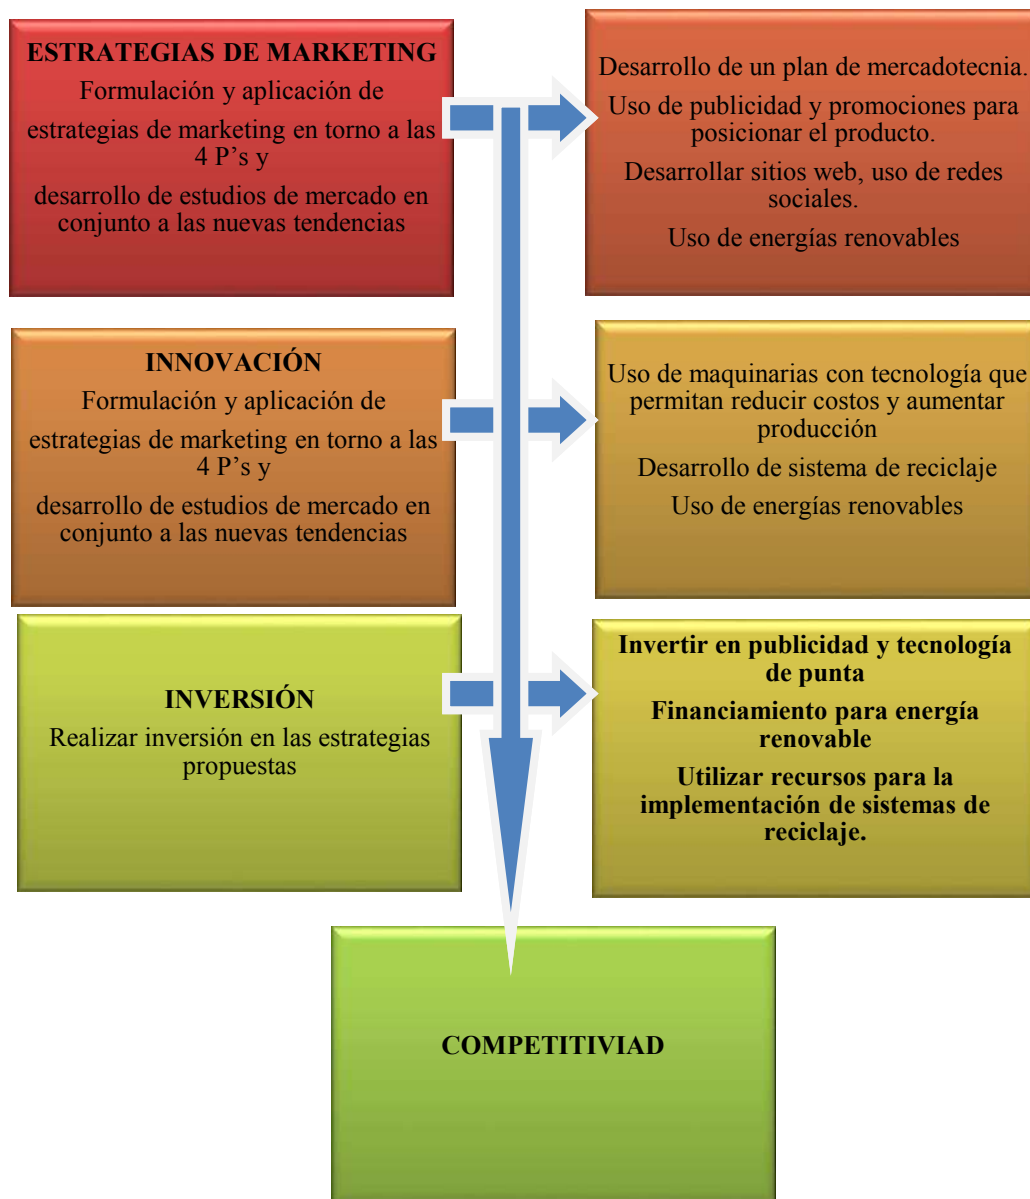 ESTRATEGIAS DE MARKETING
Formulación y aplicación de
estrategias de marketing en torno a las
4 P’s y
desarrollo de estudios de mercado en
conjunto a las nuevas tendencias
Desarrollo de un plan de mercadotecnia.
Uso de publicidad y promociones para
posicionar el producto.
Desarrollar sitios web, uso de redes
sociales.
Uso de energías renovables
INNOVACIÓN
Formulación y aplicación de
estrategias de marketing en torno a las
4 P’s y
desarrollo de estudios de mercado en
conjunto a las nuevas tendencias
Uso de maquinarias con tecnología que
permitan reducir costos y aumentar
producción
Desarrollo de sistema de reciclaje
Uso de energías renovables
INVERSIÓN
Realizar inversión en las estrategias
propuestas
Invertir en publicidad y tecnología
de punta
Financiamiento para energía
renovable
Utilizar recursos para la
implementación de sistemas de
reciclaje.
COMPETITIVIAD